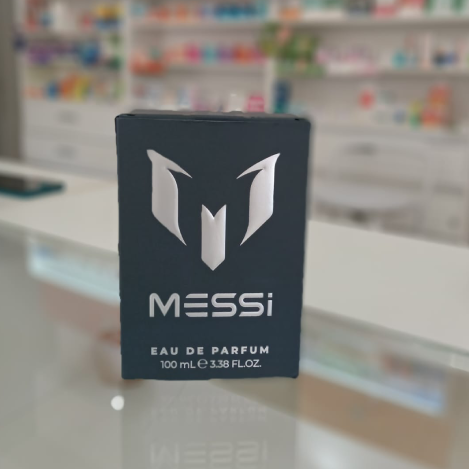 MESSi
EAU DE PARFUM
100 mL ℮ 3.38 FL.OZ.